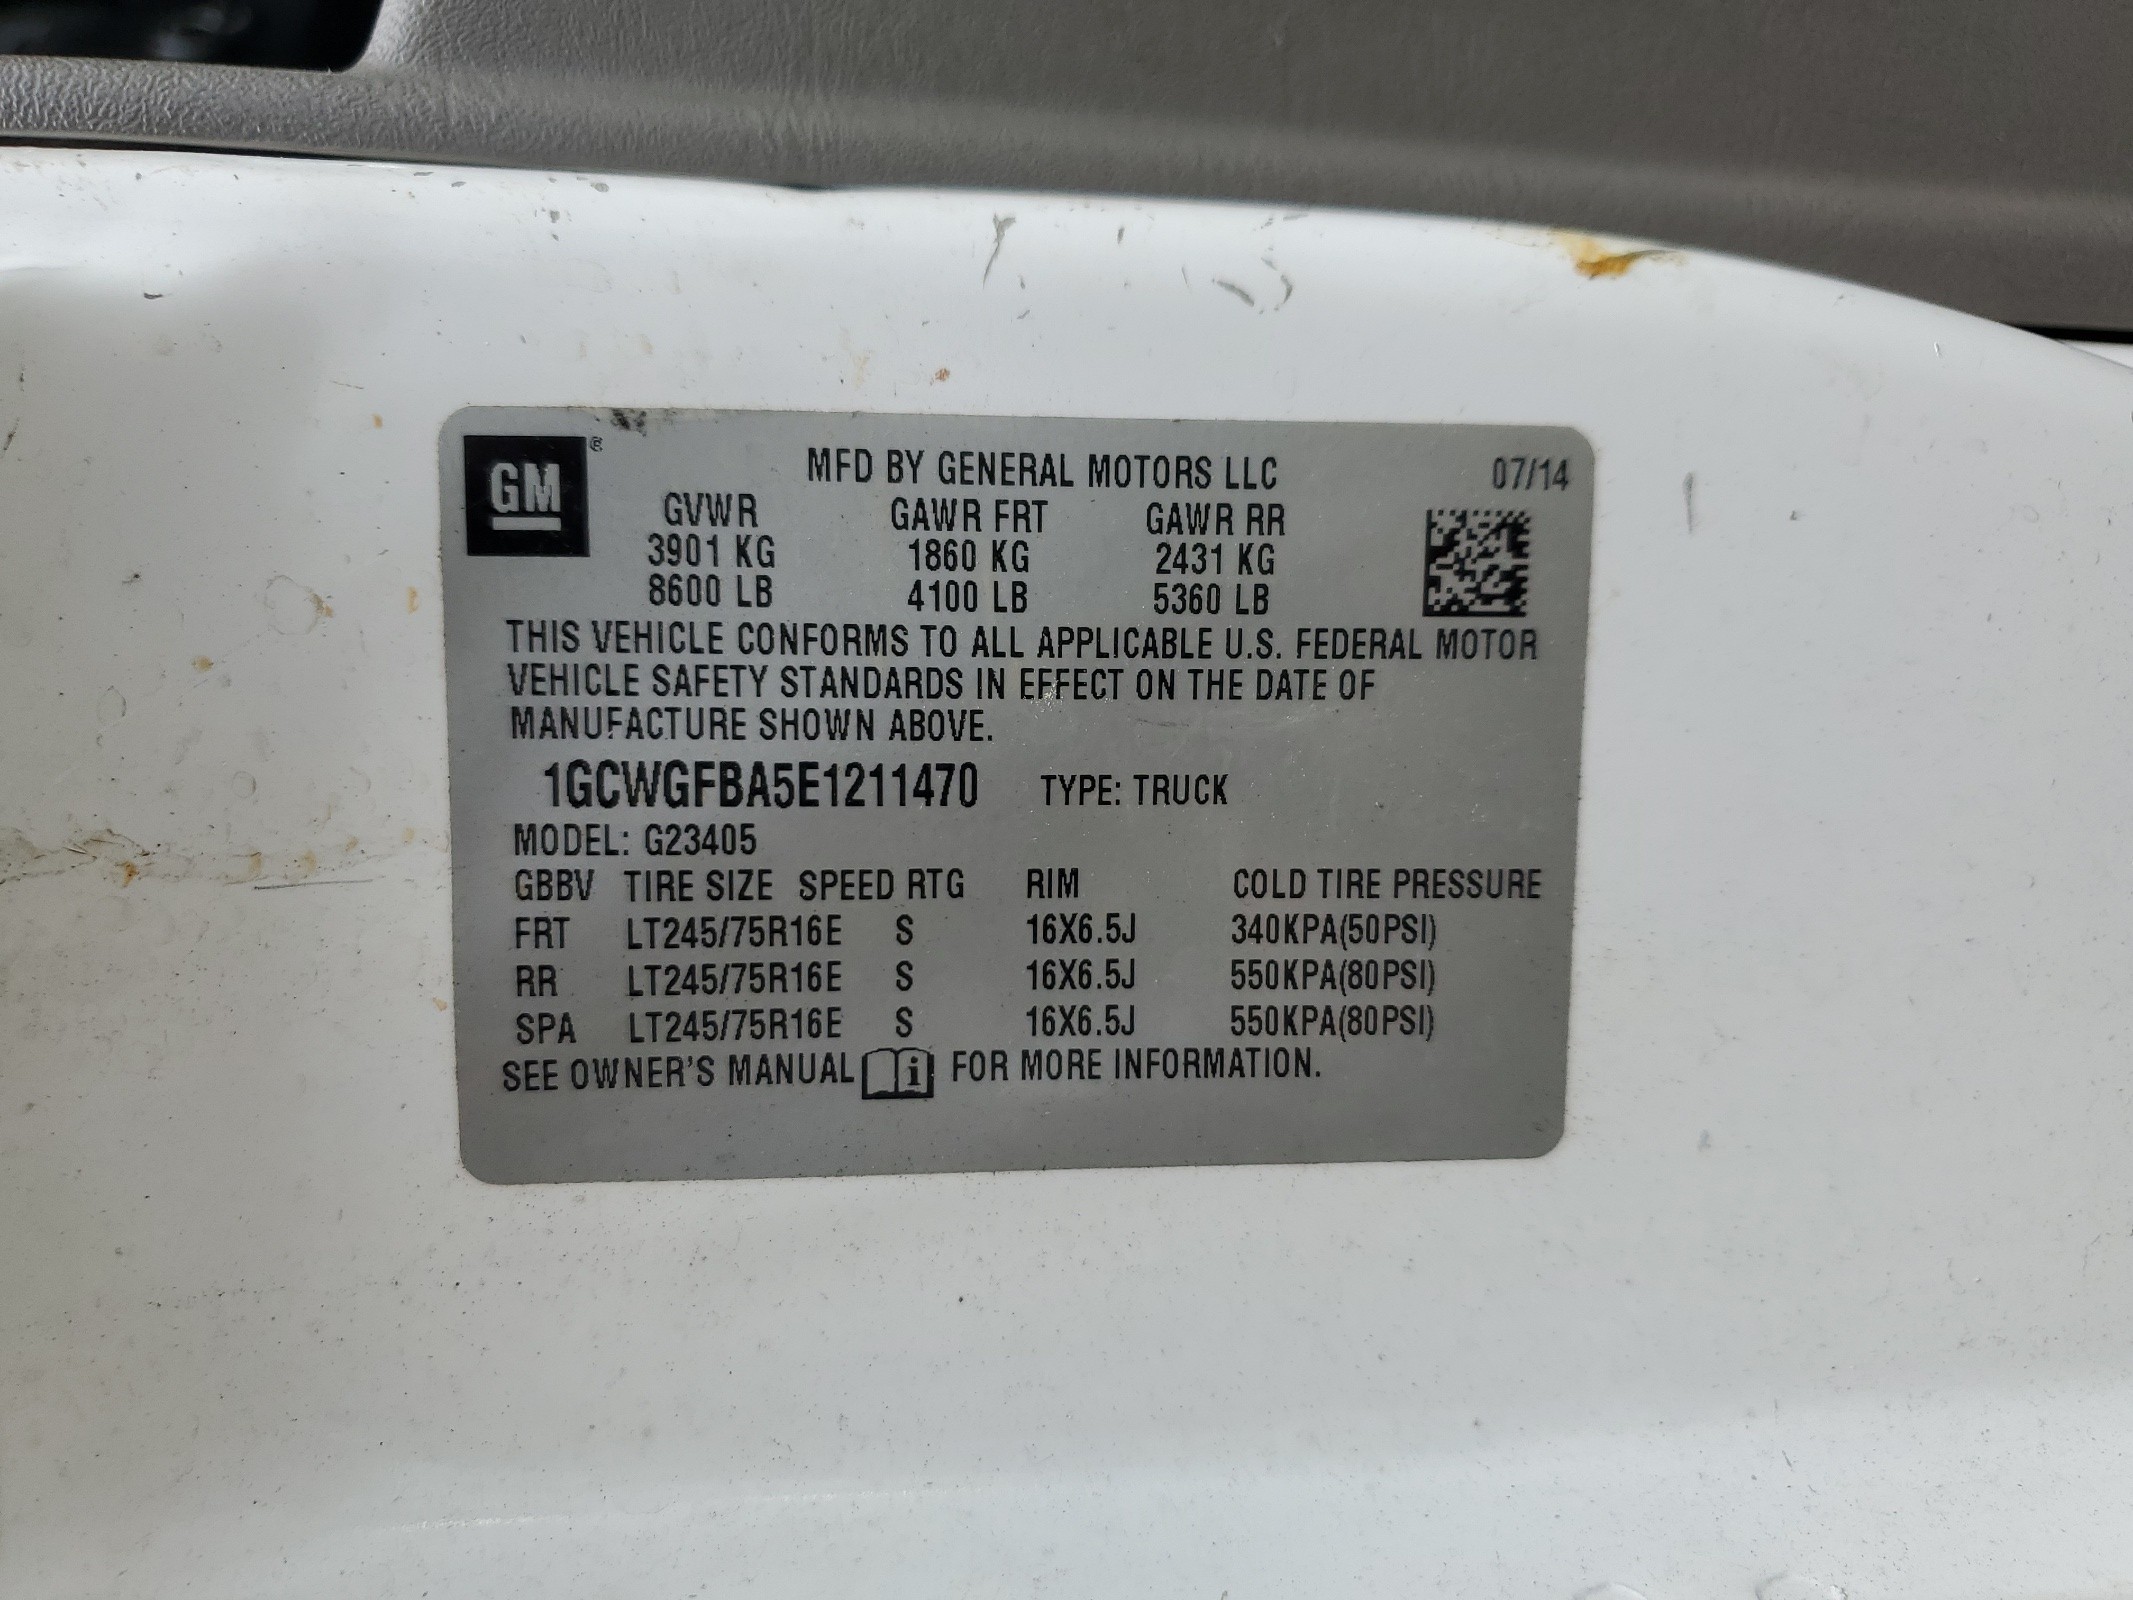 GM ®
MFD BY GENERAL MOTORS LLC 07/14
GVWR GAWR FRT GAWR RR
3901 KG 1860 KG 2431 KG
8600 LB 4100 LB 5360 LB
THIS VEHICLE CONFORMS TO ALL APPLICABLE U.S. FEDERAL MOTOR
VEHICLE SAFETY STANDARDS IN EFFECT ON THE DATE OF
MANUFACTURE SHOWN ABOVE.
1GCWGFBA5E1211470 TYPE: TRUCK
MODEL: G23405
GBBV TIRE SIZE SPEED RTG RIM COLD TIRE PRESSURE
FRT LT245/75R16E S 16X6.5J 340KPA(50PSI)
RR LT245/75R16E S 16X6.5J 550KPA(80PSI)
SPA LT245/75R16E S 16X6.5J 550KPA(80PSI)
SEE OWNER'S MANUAL i FOR MORE INFORMATION.